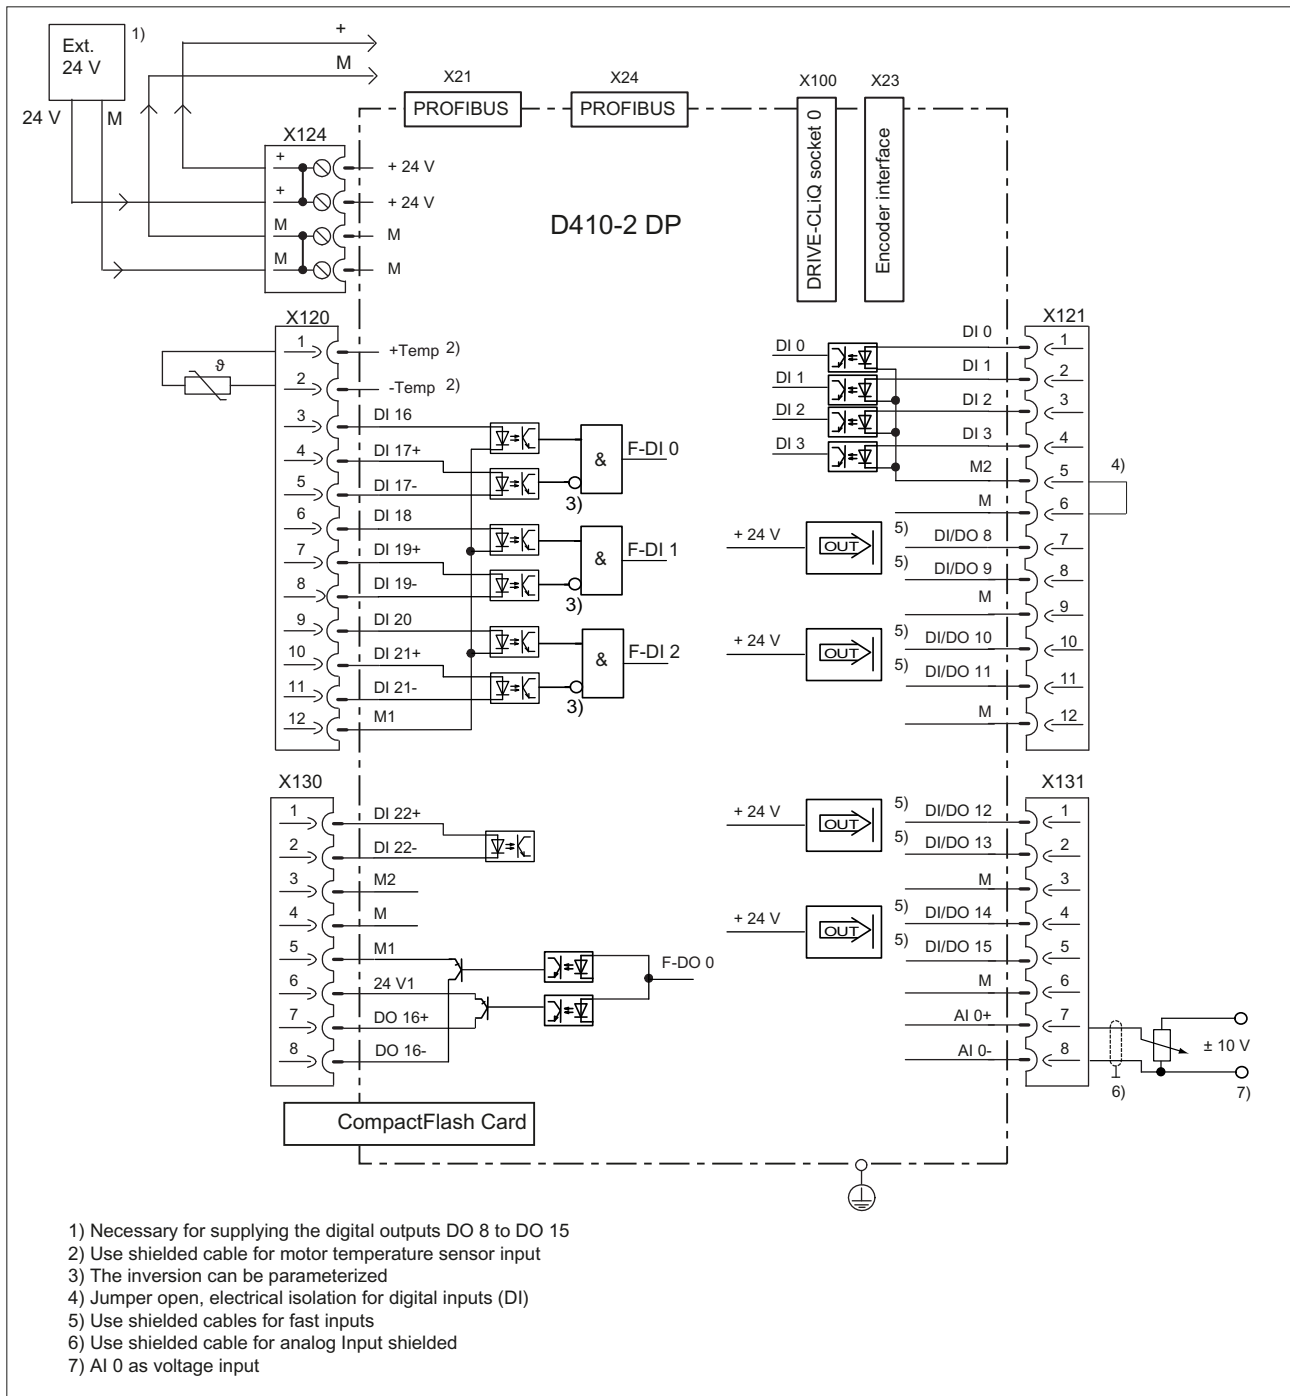 Ext.
24 V
1)
+
M
24 V
M
X21
PROFIBUS
X24
PROFIBUS
X100
DRIVE-CLiQ socket 0
X23
Encoder interface
D410-2 DP
X124
+
+ 24 V
+
+ 24 V
M
M
M
M
X120
1
+Temp 2)
ϑ
2
-Temp 2)
3
DI 16
4
DI 17+
5
DI 17-
6
DI 18
7
DI 19+
8
DI 19-
9
DI 20
10
DI 21+
11
DI 21-
12
M1
&
F-DI 0
3)
&
F-DI 1
3)
&
F-DI 2
3)
X121
DI 0
DI 0
1
DI 1
DI 1
2
DI 2
DI 2
3
DI 3
DI 3
4
M2
5
4)
M
6
+ 24 V
OUT
5)
DI/DO 8
7
5)
DI/DO 9
8
M
9
+ 24 V
OUT
5)
DI/DO 10
10
5)
DI/DO 11
11
M
12
X130
1
DI 22+
2
DI 22-
3
M2
4
M
5
M1
6
24 V1
7
DO 16+
8
DO 16-
F-DO 0
X131
+ 24 V
OUT
5)
DI/DO 12
1
5)
DI/DO 13
2
M
3
+ 24 V
OUT
5)
DI/DO 14
4
5)
DI/DO 15
5
M
6
AI 0+
7
AI 0-
8
± 10 V
6)
7)
CompactFlash Card
1) Necessary for supplying the digital outputs DO 8 to DO 15
2) Use shielded cable for motor temperature sensor input
3) The inversion can be parameterized
4) Jumper open, electrical isolation for digital inputs (DI)
5) Use shielded cables for fast inputs
6) Use shielded cable for analog Input shielded
7) AI 0 as voltage input